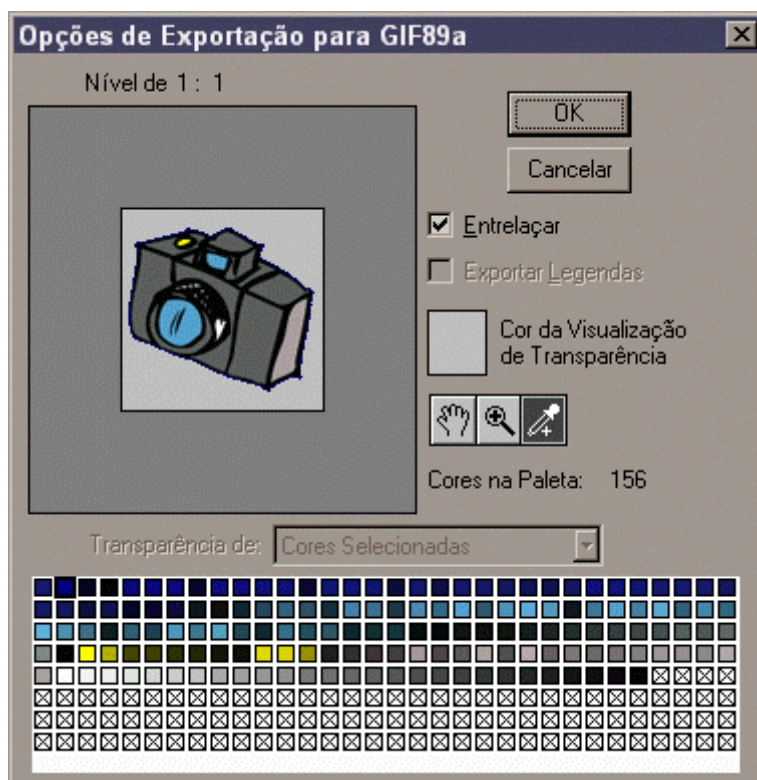 Opções de Exportação para GIF89a
Nível de 1 : 1
OK
Cancelar
Entrelaçar
Exportar Legendas
Cor da Visualização
de Transparência
Cores na Paleta: 156
Transparência de: Cores Selecionadas